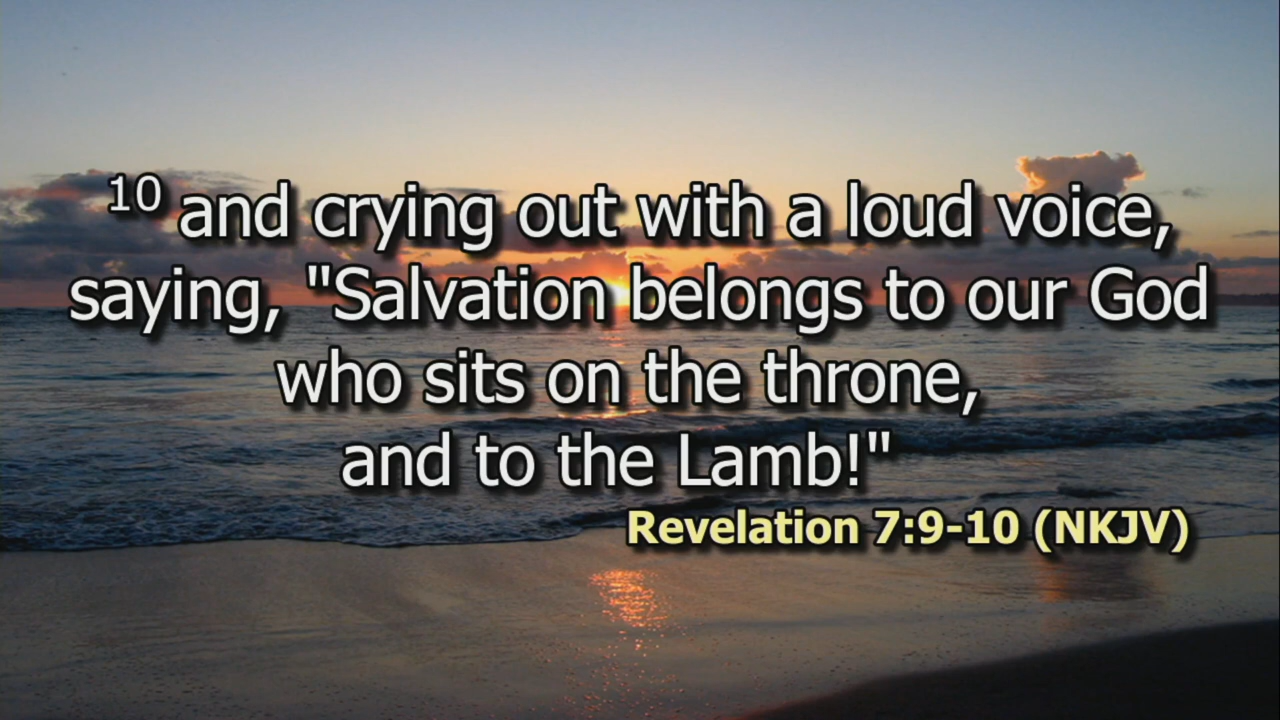 10 and crying out with a loud voice,
saying, "Salvation belongs to our God
who sits on the throne,
and to the Lamb!"
Revelation 7:9-10 (NKJV)